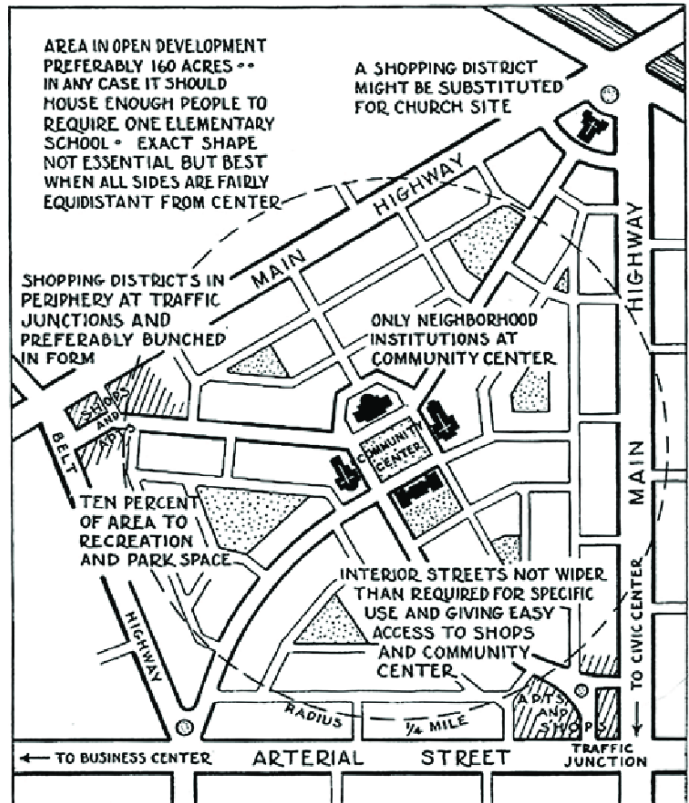 AREA IN OPEN DEVELOPMENT
PREFERABLY 160 ACRES --
IN ANY CASE IT SHOULD
HOUSE ENOUGH PEOPLE TO
REQUIRE ONE ELEMENTARY
SCHOOL • EXACT SHAPE
NOT ESSENTIAL BUT BEST
WHEN ALL SIDES ARE FAIRLY
EQUIDISTANT FROM CENTER
A SHOPPING DISTRICT
MIGHT BE SUBSTITUTED
FOR CHURCH SITE
MAIN HIGHWAY
HIGHWAY
MAIN
SHOPPING DISTRICTS IN
PERIPHERY AT TRAFFIC
JUNCTIONS AND
PREFERABLY BUNCHED
IN FORM
ONLY NEIGHBORHOOD
INSTITUTIONS AT
COMMUNITY CENTER
SHOPS
AND
APTS
BELT
HIGHWAY
COMMUNITY
CENTER
TEN PERCENT
OF AREA TO
RECREATION
AND PARK SPACE
INTERIOR STREETS NOT WIDER
THAN REQUIRED FOR SPECIFIC
USE AND GIVING EASY
ACCESS TO SHOPS
AND COMMUNITY
CENTER
TO CIVIC CENTER
APTS
AND
SHOPS
RADIUS 1/4 MILE
← TO BUSINESS CENTER
ARTERIAL STREET
TRAFFIC
JUNCTION